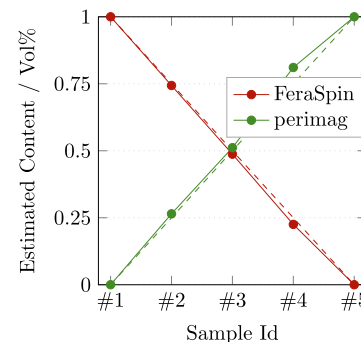 1
0.75
0.5
0.25
0
Estimated Content / Vol%
FeraSpin
perimag
#1 #2 #3 #4 #5
Sample Id